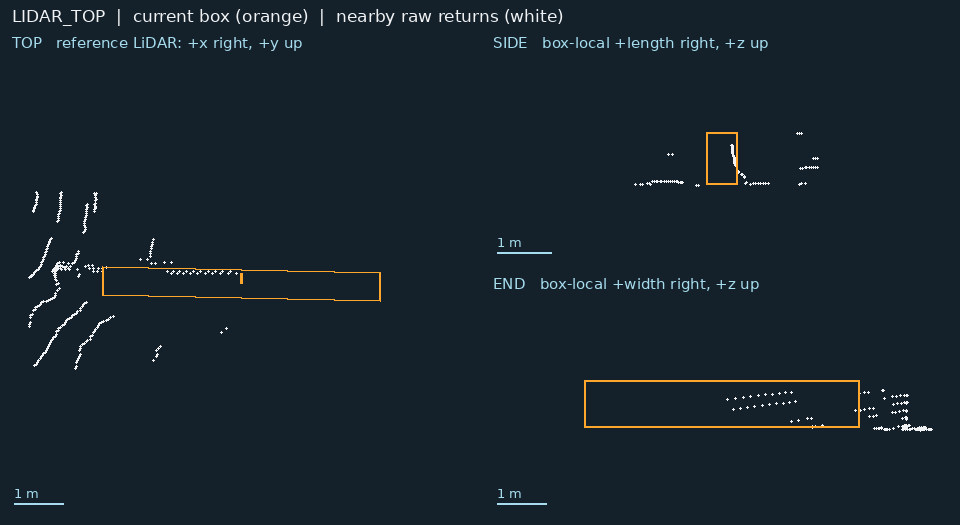 LIDAR_TOP  |  current box (orange)  |  nearby raw returns (white)
TOP   reference LiDAR: +x right, +y up
SIDE   box-local +length right, +z up
1 m
END   box-local +width right, +z up
1 m
1 m